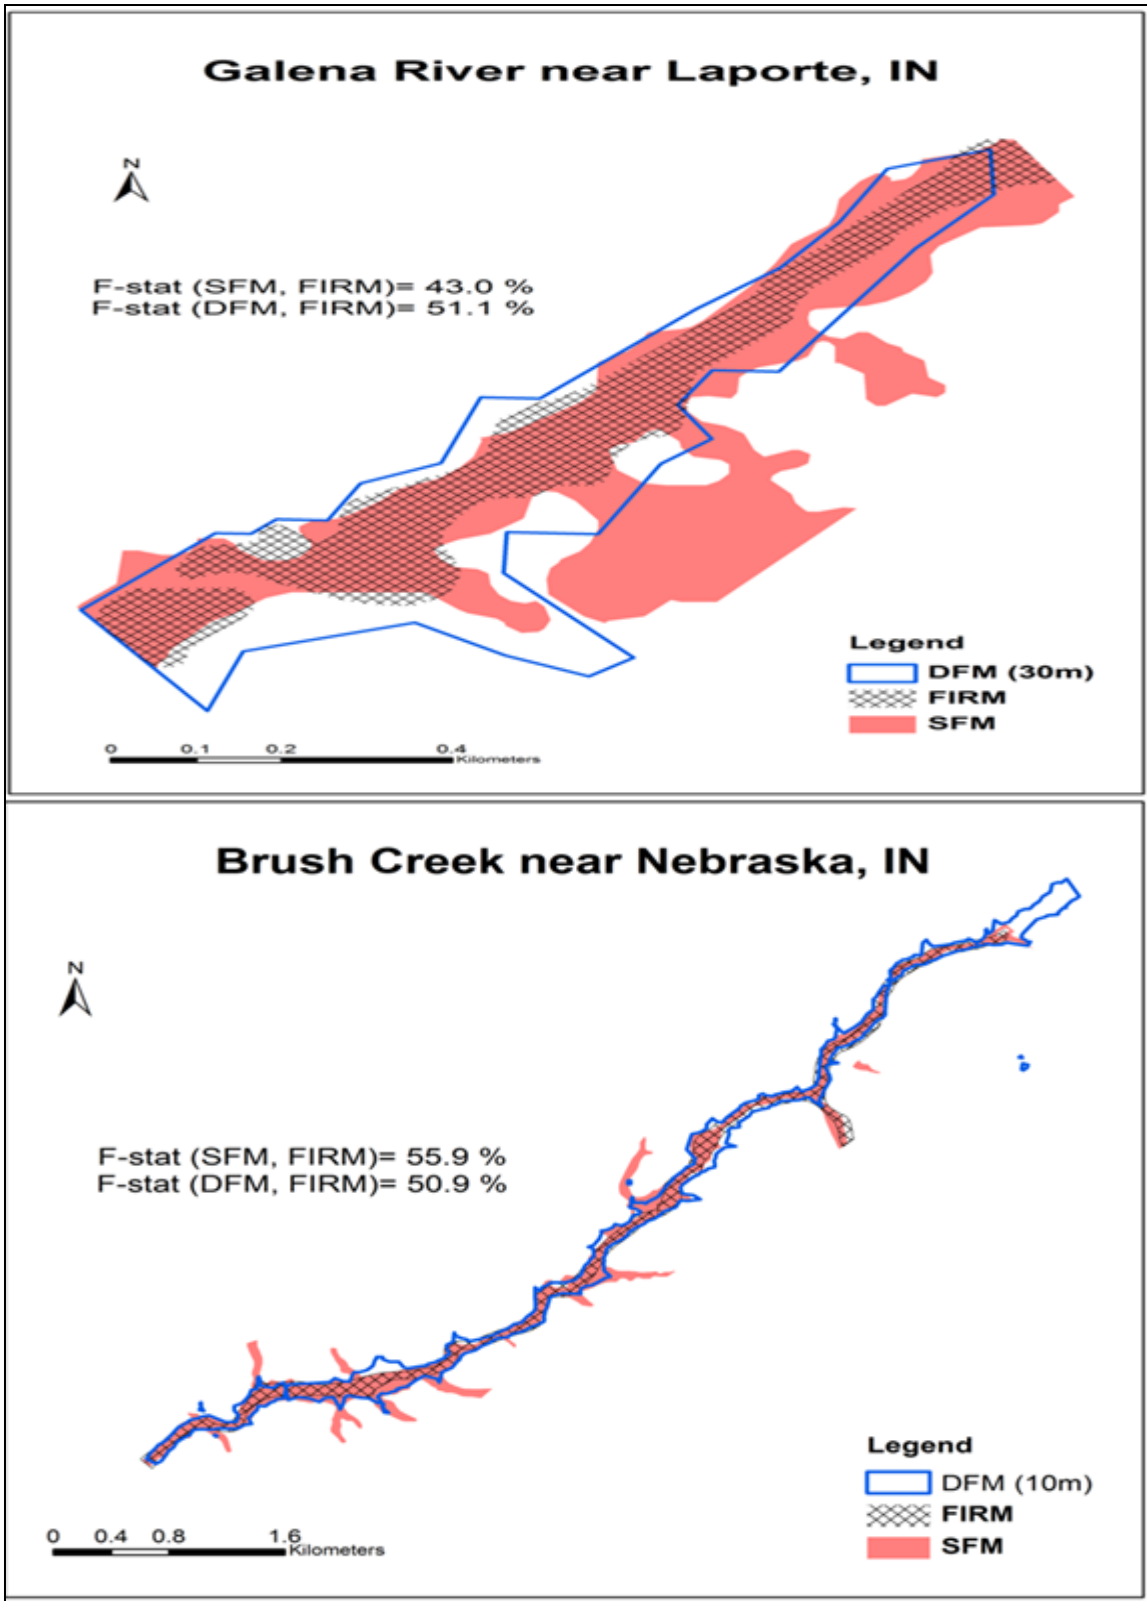 Galena River near Laporte, IN
N
F-stat (SFM, FIRM)= 43.0 %
F-stat (DFM, FIRM)= 51.1 %
Legend
DFM (30m)
FIRM
SFM
0 0.1 0.2 0.4
Kilometers
Brush Creek near Nebraska, IN
N
F-stat (SFM, FIRM)= 55.9 %
F-stat (DFM, FIRM)= 50.9 %
Legend
DFM (10m)
FIRM
SFM
0 0.4 0.8 1.6
Kilometers